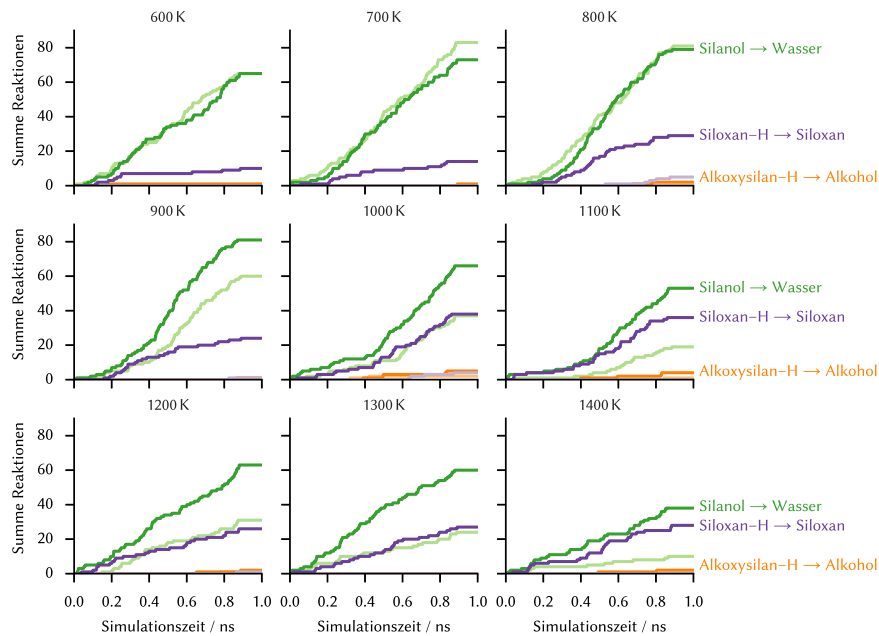 600 K
700 K
800 K
Summe Reaktionen
80
60
40
20
0
Silanol → Wasser
Siloxan–H → Siloxan
Alkoxysilan–H → Alkohol
900 K
1000 K
1100 K
Summe Reaktionen
80
60
40
20
0
Silanol → Wasser
Siloxan–H → Siloxan
Alkoxysilan–H → Alkohol
1200 K
1300 K
1400 K
Summe Reaktionen
80
60
40
20
0
Silanol → Wasser
Siloxan–H → Siloxan
Alkoxysilan–H → Alkohol
0.0 0.2 0.4 0.6 0.8 1.0
0.0 0.2 0.4 0.6 0.8 1.0
0.0 0.2 0.4 0.6 0.8 1.0
Simulationszeit / ns
Simulationszeit / ns
Simulationszeit / ns